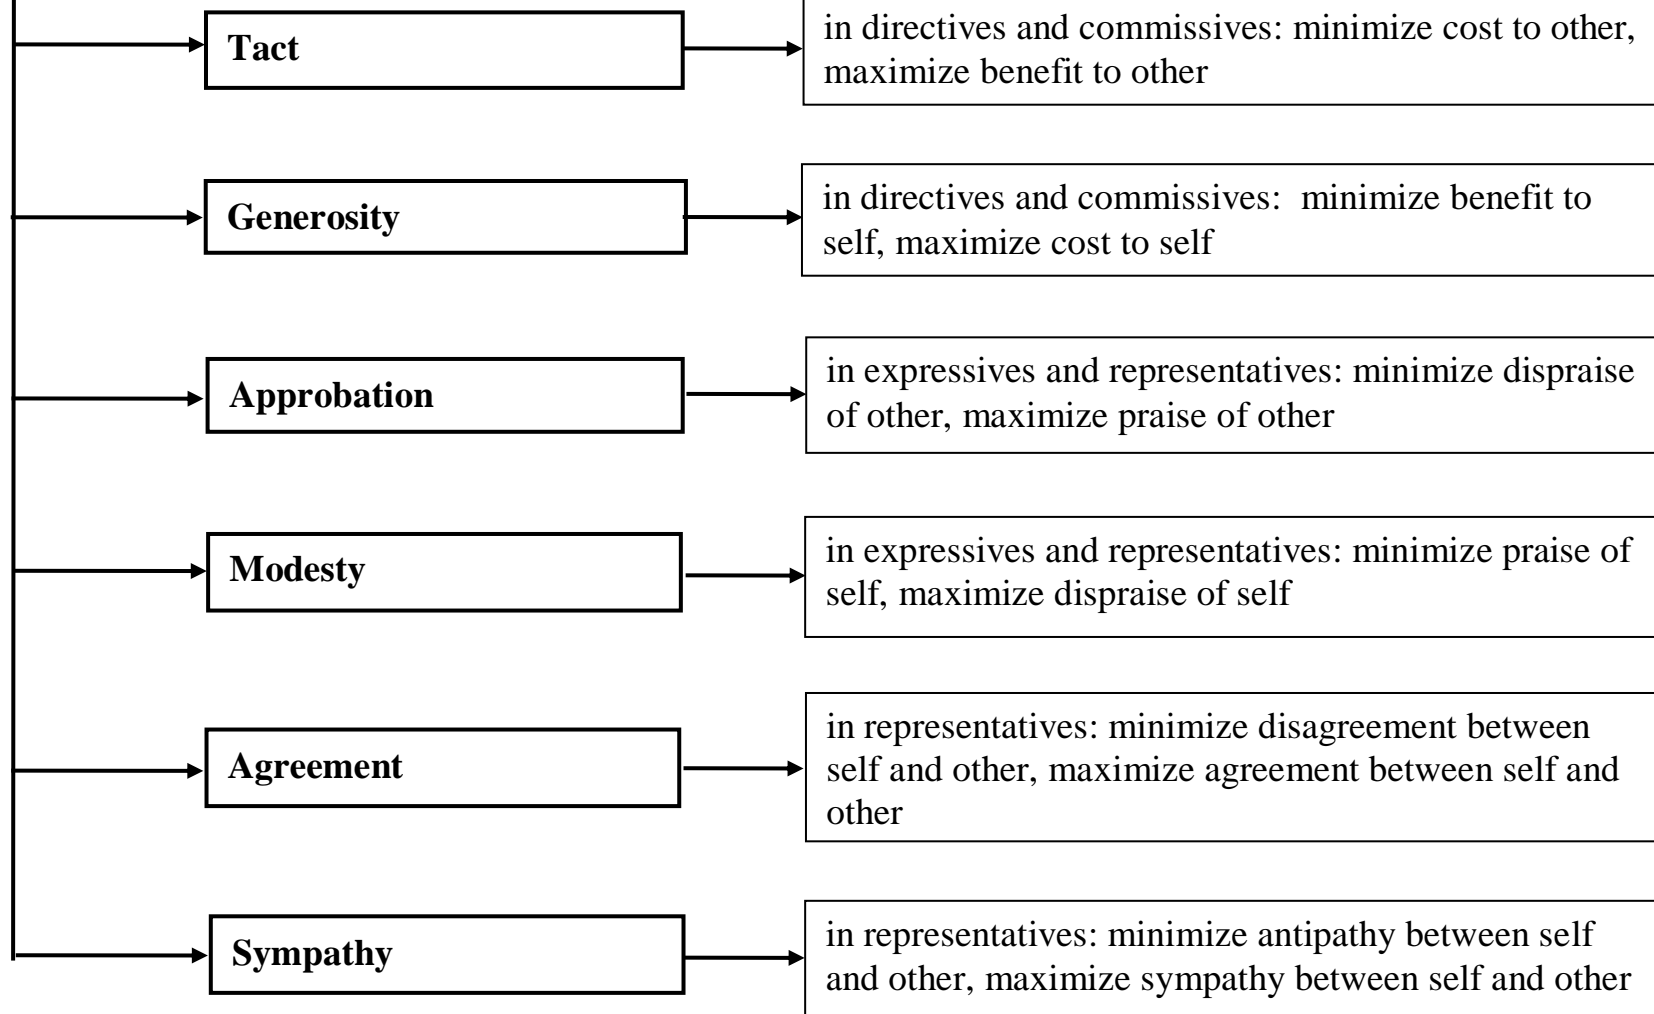 Tact
in directives and commissives: minimize cost to other,
maximize benefit to other
Generosity
in directives and commissives:  minimize benefit to
self, maximize cost to self
Approbation
in expressives and representatives: minimize dispraise
of other, maximize praise of other
Modesty
in expressives and representatives: minimize praise of
self, maximize dispraise of self
Agreement
in representatives: minimize disagreement between
self and other, maximize agreement between self and
other
Sympathy
in representatives: minimize antipathy between self
and other, maximize sympathy between self and other